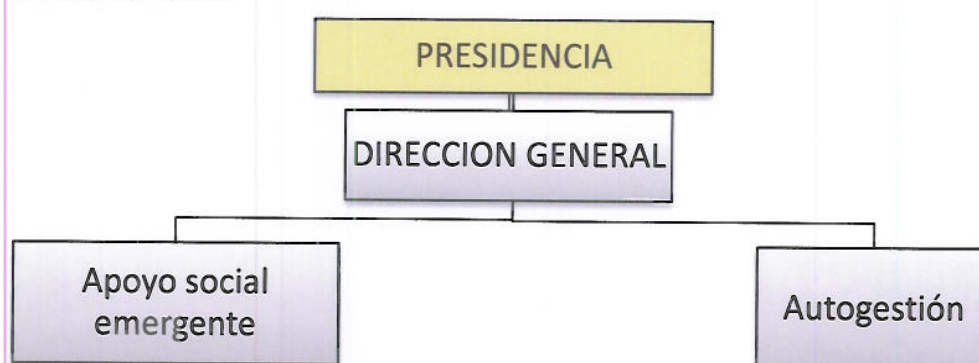 PRESIDENCIA
DIRECCION GENERAL
Apoyo social
emergente
Autogestión